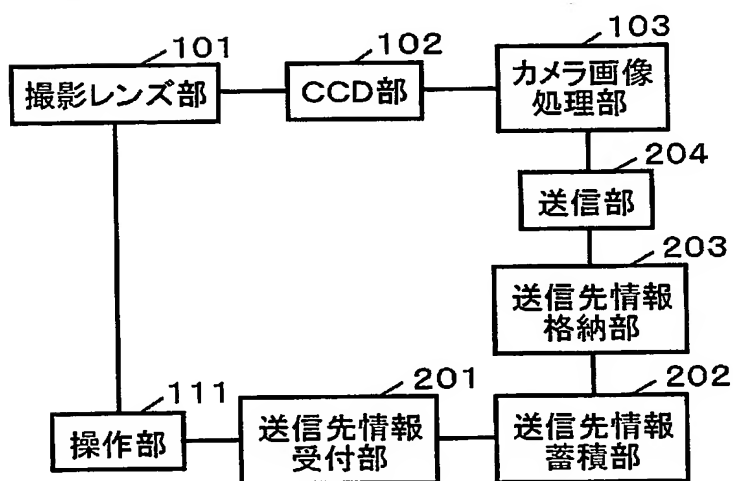 101
撮影レンズ部
102
CCD部
103
カメラ画像
処理部
204
送信部
203
送信先情報
格納部
111
操作部
201
送信先情報
受付部
202
送信先情報
蓄積部